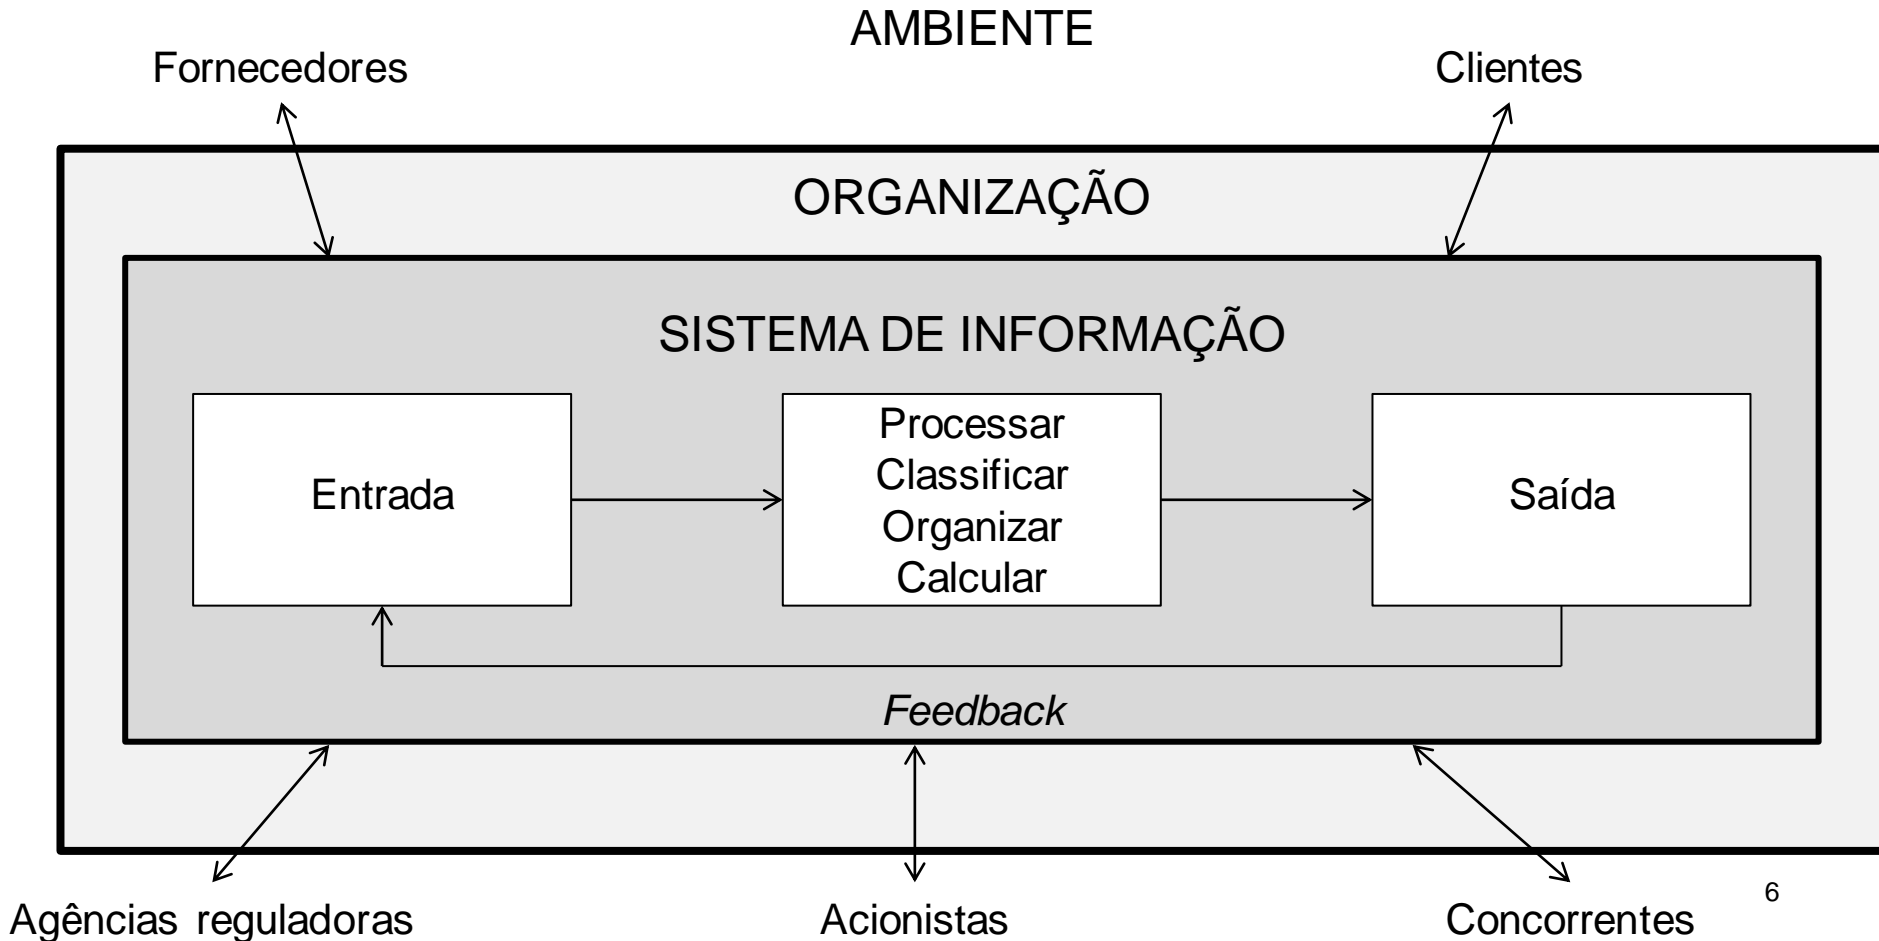 AMBIENTE
Fornecedores
Clientes
ORGANIZAÇÃO
SISTEMA DE INFORMAÇÃO
Entrada
Processar
Classificar
Organizar
Calcular
Saída
Feedback
Agências reguladoras
Acionistas
Concorrentes
6